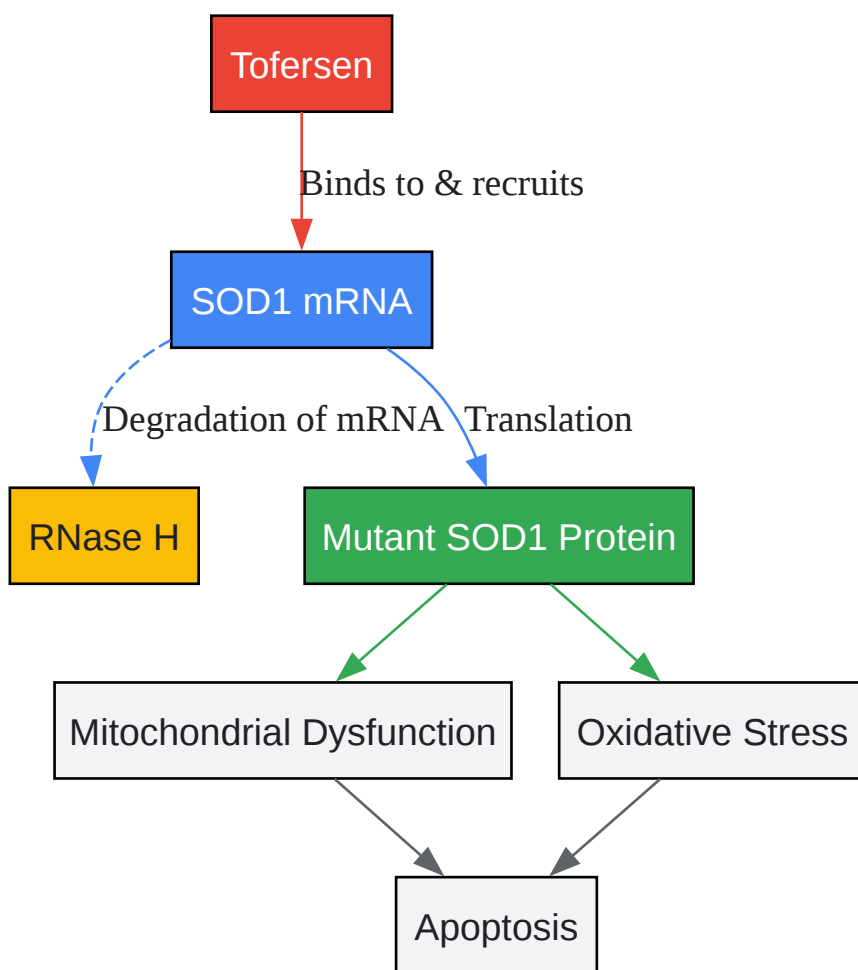 Tofersen
Binds to & recruits
SOD1 mRNA
Degradation of mRNA
Translation
RNase H
Mutant SOD1 Protein
Mitochondrial Dysfunction
Oxidative Stress
Apoptosis